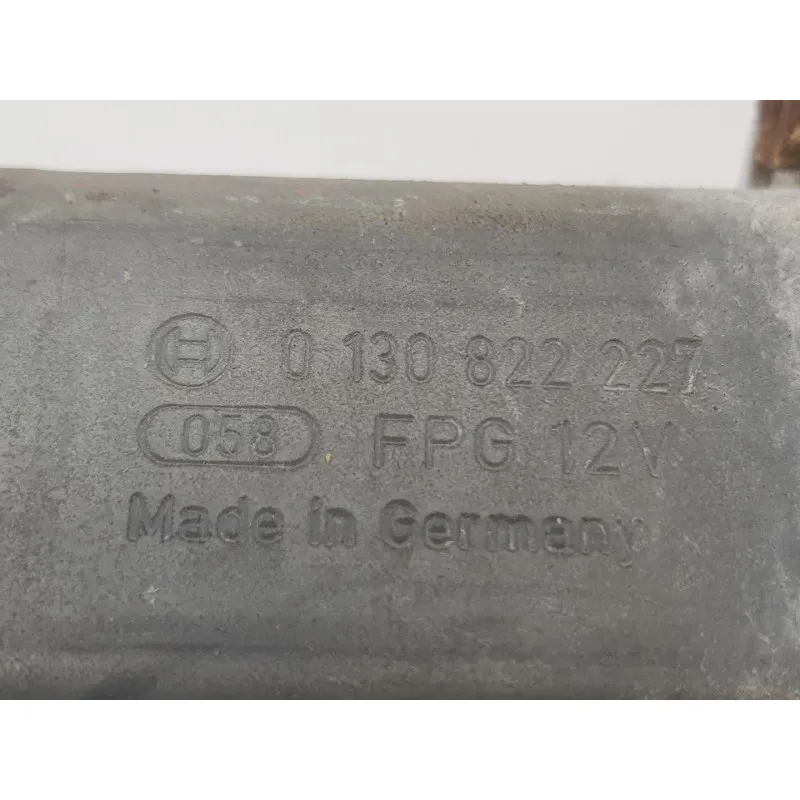 0 130 822 227
058 FPG 12V
Made in Germany